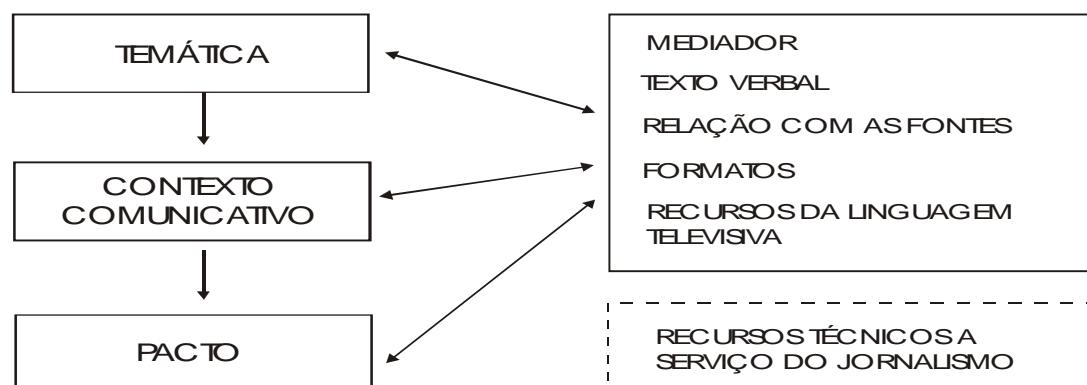 TEMÁTICA
CONTEXTO
COMUNICATIVO
PACTO
MEDIADOR
TEXTO VERBAL
RELAÇÃO COM AS FONTES
FORMATOS
RECURSOS DA LINGUAGEM
TELEVISIVA
RECURSOS TÉCNICOS A
SERVIÇO DO JORNALISMO